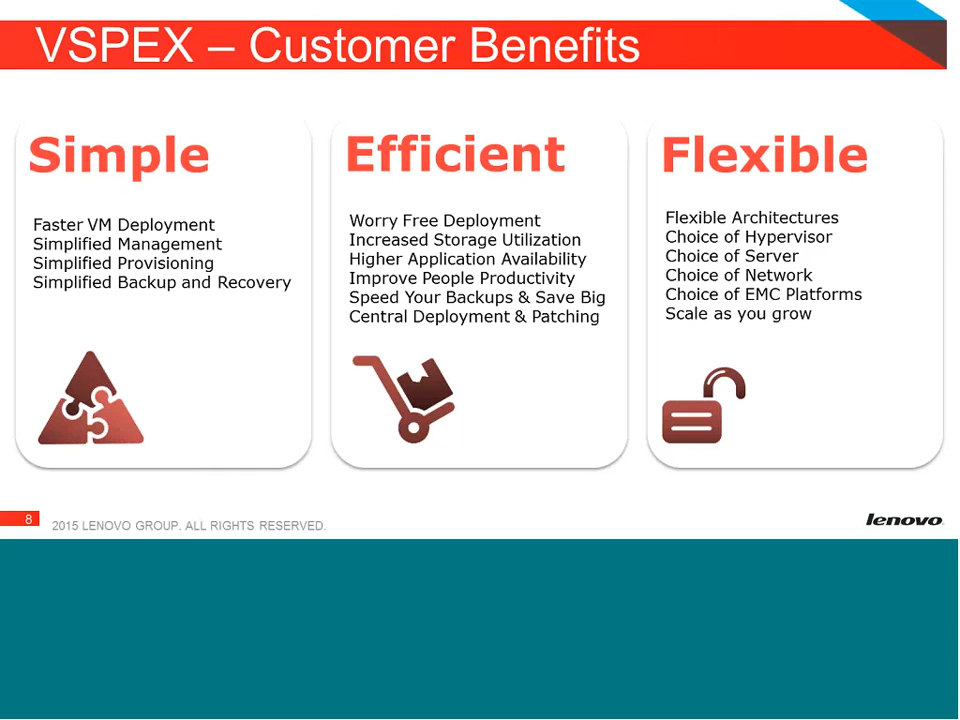 VSPEX – Customer Benefits
Simple
Faster VM Deployment
Simplified Management
Simplified Provisioning
Simplified Backup and Recovery
Efficient
Worry Free Deployment
Increased Storage Utilization
Higher Application Availability
Improve People Productivity
Speed Your Backups & Save Big
Central Deployment & Patching
Flexible
Flexible Architectures
Choice of Hypervisor
Choice of Server
Choice of Network
Choice of EMC Platforms
Scale as you grow
8
2015 LENOVO GROUP. ALL RIGHTS RESERVED.
lenovo